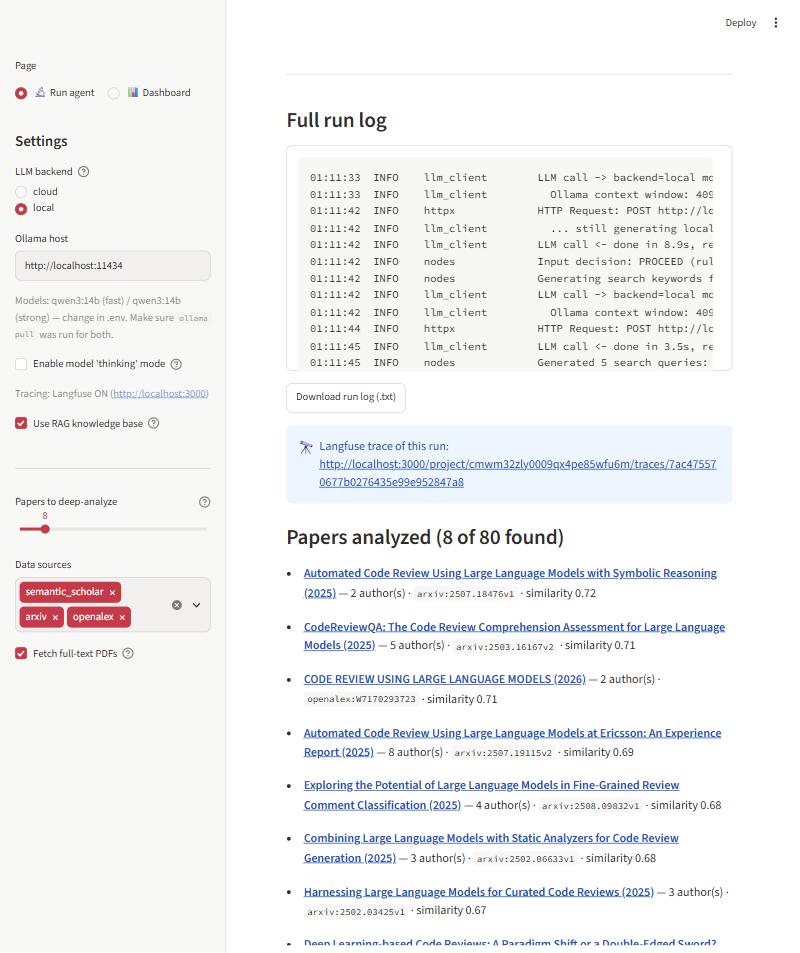 Deploy
Page
Run agent
Dashboard
Settings
LLM backend
cloud
local
Ollama host
http://localhost:11434
Models: qwen3:14b (fast) / qwen3:14b
(strong) — change in .env. Make sure ollama
pull was run for both.
Enable model 'thinking' mode
Tracing: Langfuse ON (http://localhost:3000)
Use RAG knowledge base
Papers to deep-analyze
8
Data sources
semantic_scholar ×
arxiv × openalex ×
Fetch full-text PDFs
Full run log
01:11:33 INFO llm_client LLM call -> backend=local mo
01:11:33 INFO llm_client Ollama context window: 409
01:11:42 INFO httpx HTTP Request: POST http://lo
01:11:42 INFO llm_client ... still generating local
01:11:42 INFO llm_client LLM call <- done in 8.9s, re
01:11:42 INFO nodes Input decision: PROCEED (rul
01:11:42 INFO nodes Generating search keywords f
01:11:42 INFO llm_client LLM call -> backend=local mo
01:11:42 INFO llm_client Ollama context window: 409
01:11:44 INFO httpx HTTP Request: POST http://lo
01:11:45 INFO llm_client LLM call <- done in 3.5s, re
01:11:45 INFO nodes Generated 5 search queries:
Download run log (.txt)
Langfuse trace of this run:
http://localhost:3000/project/cmwm32zly0009qx4pe85wfu6m/traces/7ac47557
0677b0276435e99e952847a8
Papers analyzed (8 of 80 found)
Automated Code Review Using Large Language Models with Symbolic Reasoning
(2025) — 2 author(s) · arxiv:2507.18476v1 · similarity 0.72
CodeReviewQA: The Code Review Comprehension Assessment for Large Language
Models (2025) — 5 author(s) · arxiv:2503.16167v2 · similarity 0.71
CODE REVIEW USING LARGE LANGUAGE MODELS (2026) — 2 author(s) ·
openalex:W7170293723 · similarity 0.71
Automated Code Review Using Large Language Models at Ericsson: An Experience
Report (2025) — 8 author(s) · arxiv:2507.19115v2 · similarity 0.69
Exploring the Potential of Large Language Models in Fine-Grained Review
Comment Classification (2025) — 4 author(s) · arxiv:2508.09832v1 · similarity 0.68
Combining Large Language Models with Static Analyzers for Code Review
Generation (2025) — 3 author(s) · arxiv:2502.06633v1 · similarity 0.68
Harnessing Large Language Models for Curated Code Reviews (2025) — 3 author(s) ·
arxiv:2502.03425v1 · similarity 0.67
Deep Learning-based Code Reviews: A Paradigm Shift or a Double-Edged Sword?